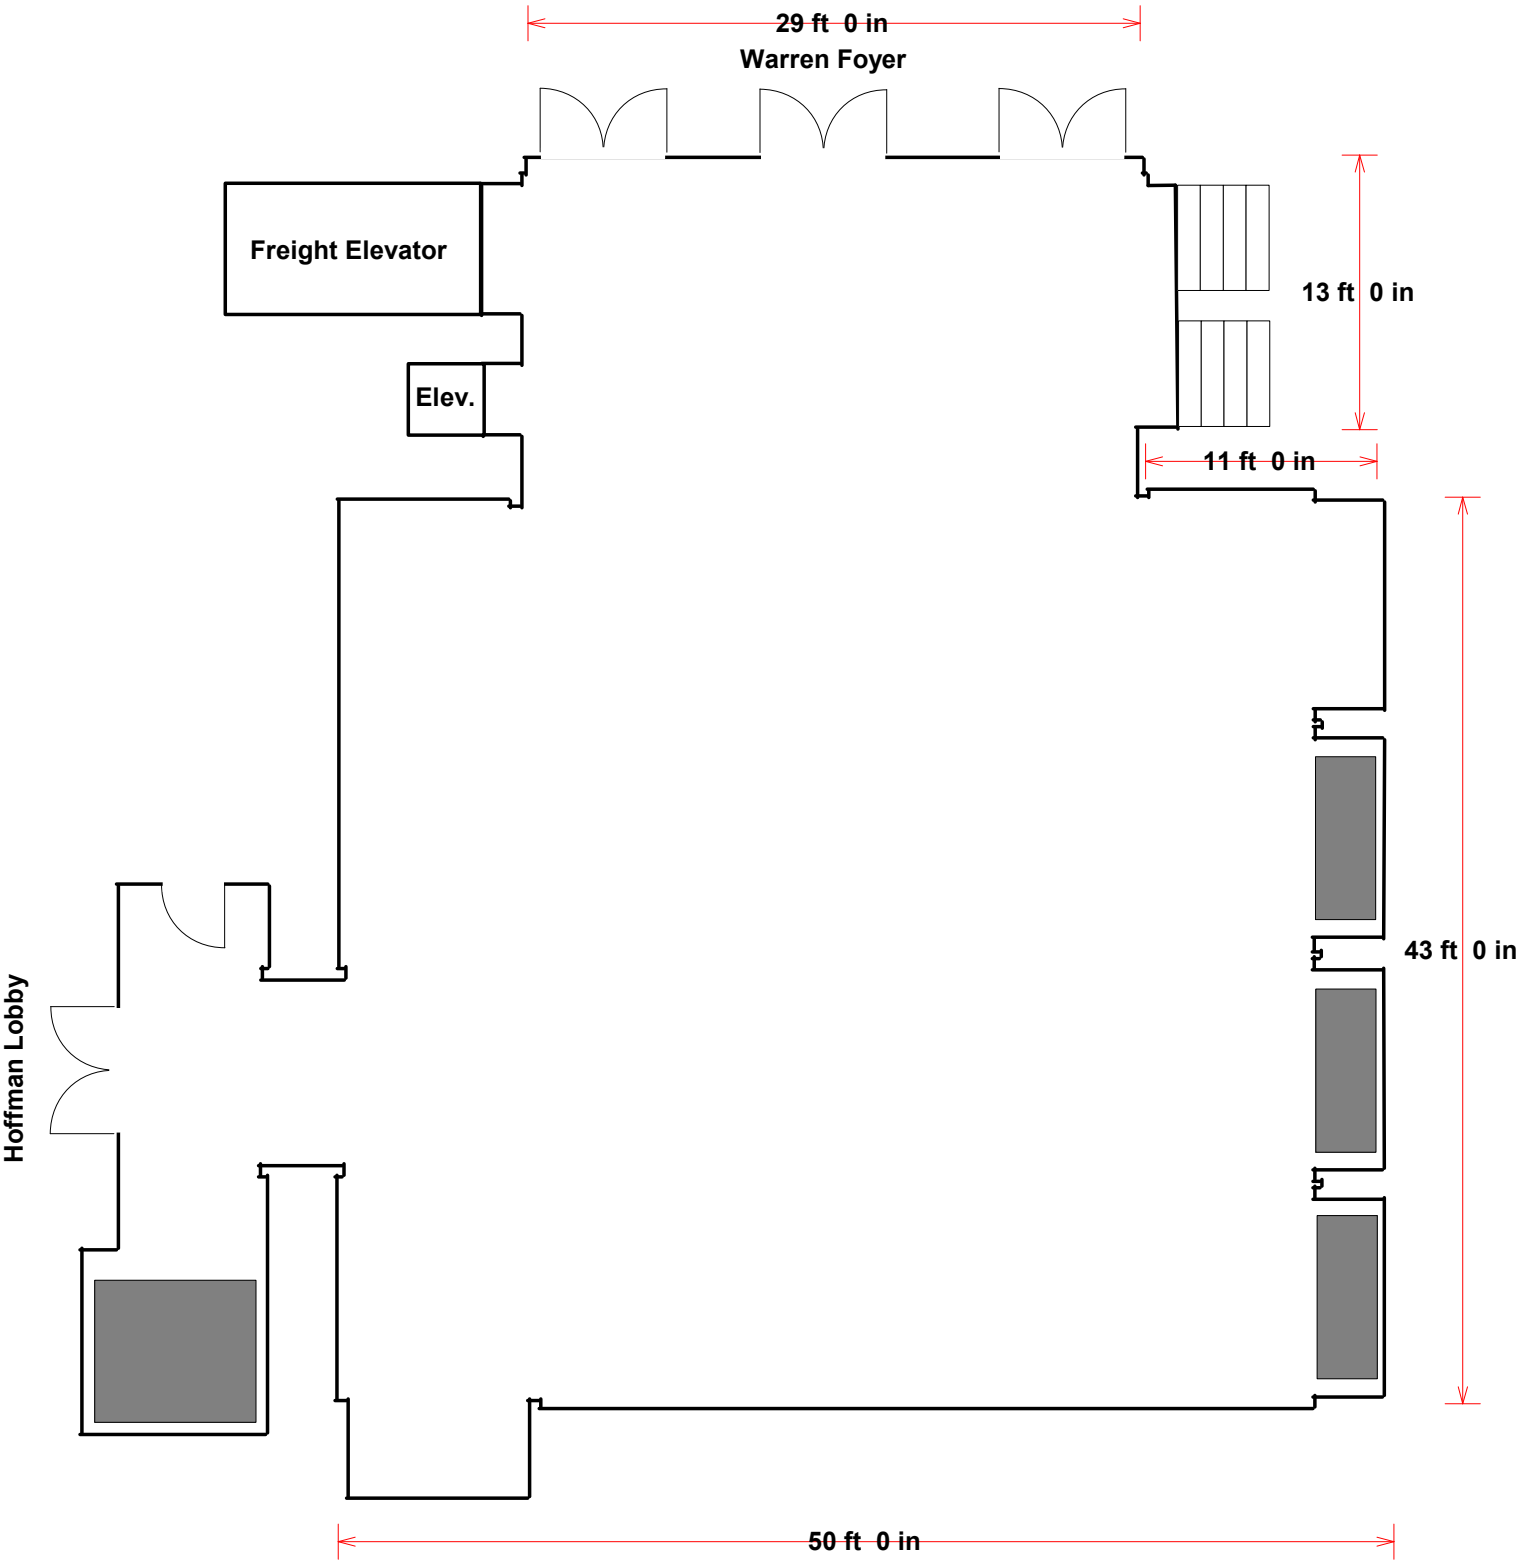 29 ft 0 in
Warren Foyer
Freight Elevator
13 ft 0 in
Elev.
11 ft 0 in
43 ft 0 in
Hoffman Lobby
50 ft 0 in